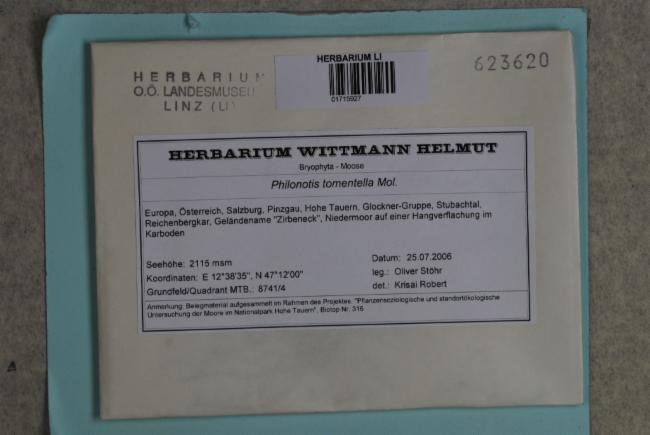 HERBARIUM
O.Ö. LANDESMUSEUM
LINZ (LI)
HERBARIUM LI
01715927
623620
HERBARIUM WITTMANN HELMUT
Bryophyta - Moose
Philonotis tomentella Mol.
Europa, Österreich, Salzburg, Pinzgau, Hohe Tauern, Glockner-Gruppe, Stubachtal,
Reichenbergkar, Geländename "Zirbeneck", Niedermoor auf einer Hangverflachung im
Karboden
Seehöhe: 2115 msm
Datum: 25.07.2006
Koordinaten: E 12°38'35", N 47°12'00"
leg.: Oliver Stöhr
Grundfeld/Quadrant MTB.: 8741/4
det.: Krisai Robert
Anmerkung: Belegmaterial aufgesammelt im Rahmen des Projektes: "Pflanzensoziologische und standortökologische
Untersuchung der Moore im Nationalpark Hohe Tauern", Biotop Nr. 316